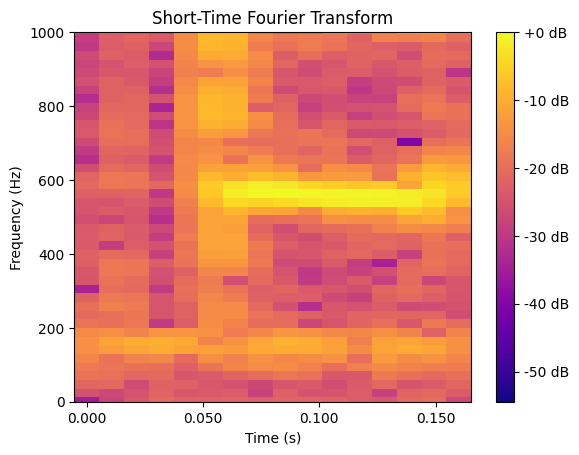 Short-Time Fourier Transform
1000
800
600
400
200
0
Frequency (Hz)
0.000
0.050
0.100
0.150
Time (s)
+0 dB
-10 dB
-20 dB
-30 dB
-40 dB
-50 dB